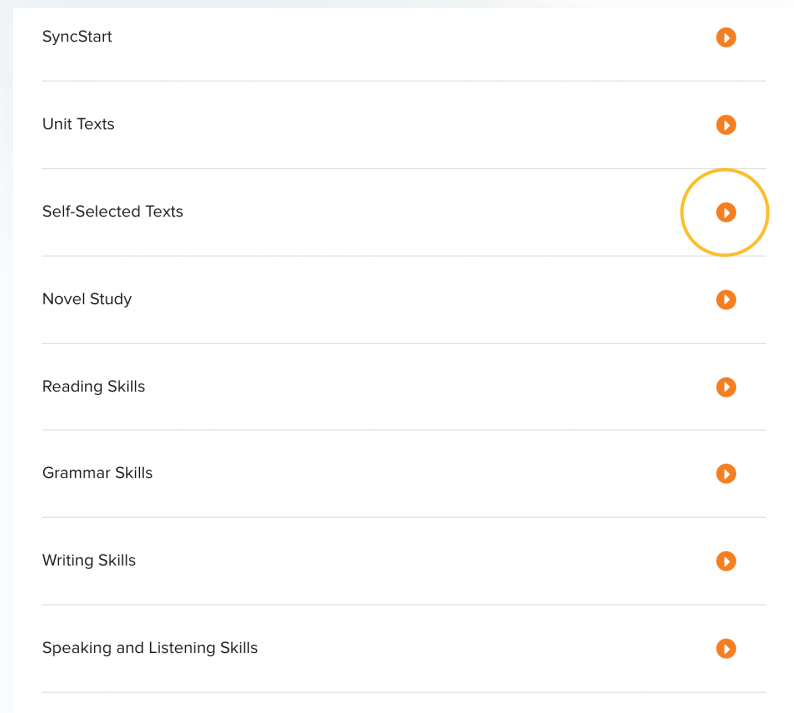 SyncStart
Unit Texts
Self-Selected Texts
Novel Study
Reading Skills
Grammar Skills
Writing Skills
Speaking and Listening Skills